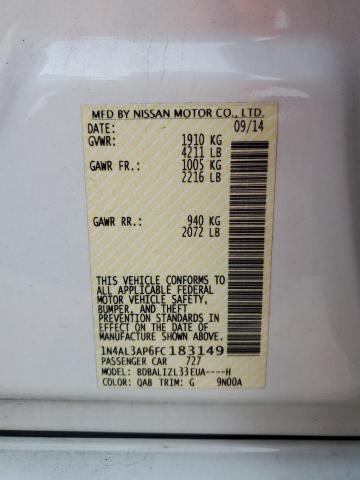 MFD BY NISSAN MOTOR CO., LTD.
DATE: 09/14
GVWR: 1910 KG
4211 LB
GAWR FR.: 1005 KG
2216 LB
GAWR RR.: 940 KG
2072 LB
THIS VEHICLE CONFORMS TO
ALL APPLICABLE FEDERAL
MOTOR VEHICLE SAFETY,
BUMPER, AND THEFT
PREVENTION STANDARDS IN
EFFECT ON THE DATE OF
MANUFACTURE SHOWN ABOVE.
1N4AL3AP6FC183149
PASSENGER CAR 727
MODEL: BDBALIZL33EUA----H
COLOR: QAB TRIM: G 9N00A